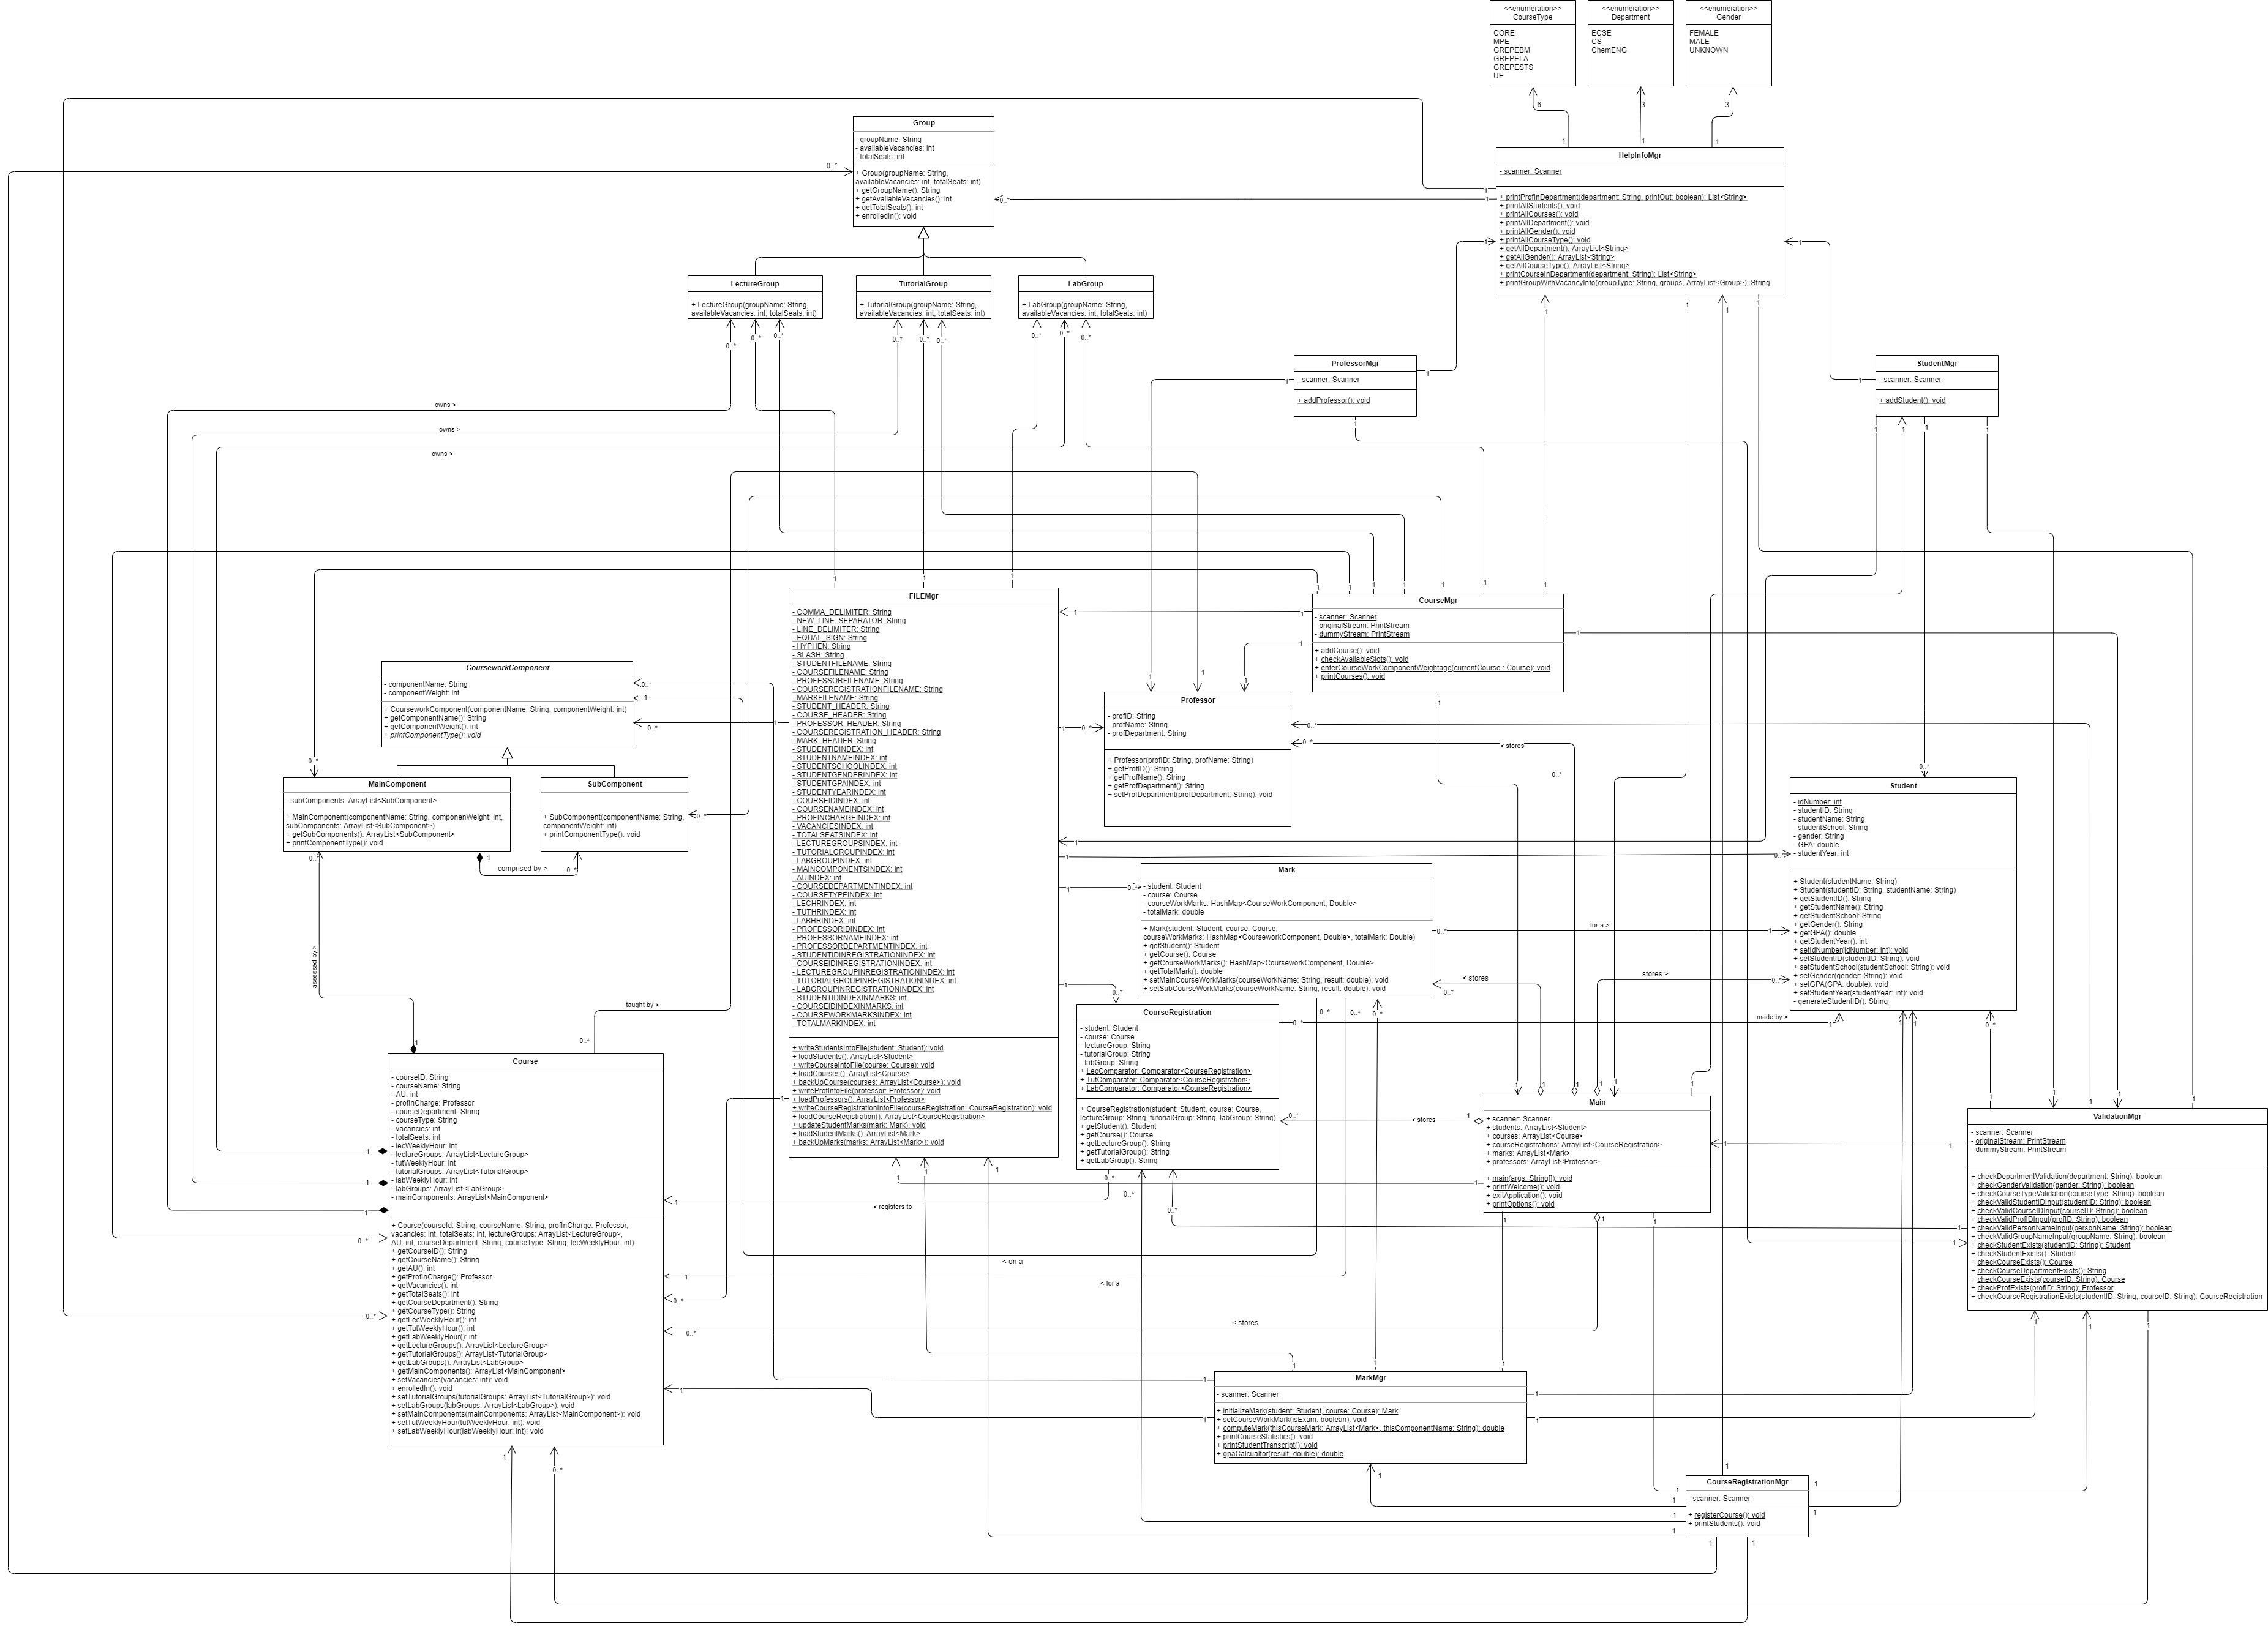 <<enumeration>>
CourseType
CORE
MPE
GREPEBM
GREPELA
GREPESTS
UE
<<enumeration>>
Department
ECSE
CS
ChemENG
<<enumeration>>
Gender
FEMALE
MALE
UNKNOWN
6
3
3
1
1
1
Group
- groupName: String
- availableVacancies: int
- totalSeats: int
+ Group(groupName: String,
availableVacancies: int, totalSeats: int)
+ getGroupName(): String
+ getAvailableVacancies(): int
+ getTotalSeats(): int
+ enrolledIn(): void
0..*
0..*
HelpInfoMgr
- scanner: Scanner
+ printProfInDepartment(department: String, printOut: boolean): List<String>
+ printAllStudents(): void
+ printAllCourses(): void
+ printAllDepartment(): void
+ printAllGender(): void
+ printAllCourseType(): void
+ getAllDepartment(): ArrayList<String>
+ getAllGender(): ArrayList<String>
+ getAllCourseType(): ArrayList<String>
+ printCourseInDepartment(department: String): List<String>
+ printGroupWithVacancyInfo(groupType: String, groups, ArrayList<Group>): String
1
1
1
1
1
1
1
1
LectureGroup
+ LectureGroup(groupName: String,
availableVacancies: int, totalSeats: int)
TutorialGroup
+ TutorialGroup(groupName: String,
availableVacancies: int, totalSeats: int)
LabGroup
+ LabGroup(groupName: String,
availableVacancies: int, totalSeats: int)
0..*
0..*
0..*
0..*
0..*
0..*
0..*
0..*
0..*
ProfessorMgr
- scanner: Scanner
+ addProfessor(): void
1
1
1
StudentMgr
- scanner: Scanner
+ addStudent(): void
1
1
1
1
1
owns >
owns >
owns >
FILEMgr
- COMMA_DELIMITER: String
- NEW_LINE_SEPARATOR: String
- LINE_DELIMITER: String
- EQUAL_SIGN: String
- HYPHEN: String
- SLASH: String
- STUDENTFILENAME: String
- COURSEFILENAME: String
- PROFESSORFILENAME: String
- COURSEREGISTRATIONFILENAME: String
- MARKFILENAME: String
- STUDENT_HEADER: String
- COURSE_HEADER: String
- PROFESSOR_HEADER: String
- COURSEREGISTRATION_HEADER: String
- MARK_HEADER: String
- STUDENTIDINDEX: int
- STUDENTNAMEINDEX: int
- STUDENTSCHOOLINDEX: int
- STUDENTGENDERINDEX: int
- STUDENTGPAINDEX: int
- STUDENTYEARINDEX: int
- COURSEIDINDEX: int
- COURSENAMEINDEX: int
- PROFINCHARGEINDEX: int
- VACANCIESINDEX: int
- TOTALSEATSINDEX: int
- LECTUREGROUPSINDEX: int
- TUTORIALGROUPINDEX: int
- LABGROUPINDEX: int
- MAINCOMPONENTSINDEX: int
- AUINDEX: int
- COURSEDEPARTMENTINDEX: int
- COURSETYPEINDEX: int
- LECHRINDEX: int
- TUTHRINDEX: int
- LABHRINDEX: int
- PROFESSORIDINDEX: int
- PROFESSORNAMEINDEX: int
- PROFESSORDEPARTMENTINDEX: int
- STUDENTIDINREGISTRATIONINDEX: int
- COURSEIDINREGISTRATIONINDEX: int
- LECTUREGROUPINREGISTRATIONINDEX: int
- TUTORIALGROUPINREGISTRATIONINDEX: int
- LABGROUPINREGISTRATIONINDEX: int
- STUDENTIDINDEXINMARKS: int
- COURSEIDINDEXINMARKS: int
- COURSEWORKMARKSINDEX: int
- TOTALMARKINDEX: int
+ writeStudentsIntoFile(student: Student): void
+ loadStudents(): ArrayList<Student>
+ writeCourseIntoFile(course: Course): void
+ loadCourses(): ArrayList<Course>
+ backUpCourse(courses: ArrayList<Course>): void
+ writeProfIntoFile(professor: Professor): void
+ loadProfessors(): ArrayList<Professor>
+ writeCourseRegistrationIntoFile(courseRegistration: CourseRegistration): void
+ loadCourseRegistration(): ArrayList<CourseRegistration>
+ updateStudentMarks(mark: Mark): void
+ loadStudentMarks(): ArrayList<Mark>
+ backUpMarks(marks: ArrayList<Mark>): void
CourseMgr
- scanner: Scanner
- originalStream: PrintStream
- dummyStream: PrintStream
+ addCourse(): void
+ checkAvailableSlots(): void
+ enterCourseWorkComponentWeightage(currentCourse : Course): void
+ printCourses(): void
CourseworkComponent
- componentName: String
- componentWeight: int
+ CourseworkComponent(componentName: String, componentWeight: int)
+ getComponentName(): String
+ getComponentWeight(): int
+ printComponentType(): void
MainComponent
- subComponents: ArrayList<SubComponent>
+ MainComponent(componentName: String, componentWeight: int,
subComponents: ArrayList<SubComponent>)
+ getSubComponents(): ArrayList<SubComponent>
+ printComponentType(): void
SubComponent
+ SubComponent(componentName: String,
componentWeight: int)
+ printComponentType(): void
1
comprised by >
0..*
assessed by >
taught by >
Professor
- profID: String
- profName: String
- profDepartment: String
+ Professor(profID: String, profName: String)
+ getProfID(): String
+ getProfName(): String
+ getProfDepartment(): String
+ setProfDepartment(profDepartment: String): void
< stores
0..*
Student
- idNumber: int
- studentID: String
- studentName: String
- studentSchool: String
- gender: String
- GPA: double
- studentYear: int
+ Student(studentName: String)
+ Student(studentID: String, studentName: String)
+ getStudentID(): String
+ getStudentName(): String
+ getStudentSchool: String
+ getGender(): String
+ getGPA(): double
+ getStudentYear(): int
+ setIdNumber(idNumber: int): void
+ setStudentID(studentID: String): void
+ setStudentSchool(studentSchool: String): void
+ setGender(gender: String): void
+ setGPA(GPA: double): void
+ setStudentYear(studentYear: int): void
- generateStudentID(): String
Mark
- student: Student
- course: Course
- courseWorkMarks: HashMap<CourseWorkComponent, Double>
- totalMark: double
+ Mark(student: Student, course: Course,
courseWorkMarks: HashMap<CourseworkComponent, Double>, totalMark: Double)
+ getStudent(): Student
+ getCourse(): Course
+ getCourseWorkMarks(): HashMap<CourseworkComponent, Double>
+ getTotalMark(): double
+ setMainCourseWorkMarks(courseWorkName: String, result: double): void
+ setSubCourseWorkMarks(courseWorkName: String, result: double): void
for a >
< stores
stores >
made by >
CourseRegistration
- student: Student
- course: Course
- lectureGroup: String
- tutorialGroup: String
- labGroup: String
- LecComparator: Comparator<CourseRegistration>
- TutComparator: Comparator<CourseRegistration>
- LabComparator: Comparator<CourseRegistration>
+ CourseRegistration(student: Student, course: Course,
lectureGroup: String, tutorialGroup: String, labGroup: String)
+ getStudent(): Student
+ getCourse(): Course
+ getLectureGroup(): String
+ getTutorialGroup(): String
+ getLabGroup(): String
< stores
Main
+ scanner: Scanner
+ students: ArrayList<Student>
+ courses: ArrayList<Course>
+ courseRegistrations: ArrayList<CourseRegistration>
+ marks: ArrayList<Mark>
+ professors: ArrayList<Professor>
+ main(args: String[]): void
+ printWelcome(): void
+ exitApplication(): void
+ printOptions(): void
ValidationMgr
- scanner: Scanner
- originalStream: PrintStream
- dummyStream: PrintStream
+ checkDepartmentValidation(department: String): boolean
+ checkGenderValidation(gender: String): boolean
+ checkCourseTypeValidation(courseType: String): boolean
+ checkValidStudentIDInput(studentID: String): boolean
+ checkValidCourseIDInput(courseID: String): boolean
+ checkValidProfIDInput(profID: String): boolean
+ checkValidPersonNameInput(personName: String): boolean
+ checkValidGroupNameInput(groupName: String): boolean
+ checkStudentExists(studentID: String): Student
+ checkStudentExists(): Student
+ checkCourseExists(): Course
+ checkCourseDepartmentExists(): String
+ checkCourseExists(courseID: String): Course
+ checkProfExists(profID: String): Professor
+ checkCourseRegistrationExists(studentID: String, courseID: String): CourseRegistration
Course
- courseID: String
- courseName: String
- AU: int
- profInCharge: Professor
- courseDepartment: String
- courseType: String
- vacancies: int
- totalSeats: int
- lecWeeklyHour: int
- lectureGroups: ArrayList<LectureGroup>
- tutWeeklyHour: int
- tutorialGroups: ArrayList<TutorialGroup>
- labWeeklyHour: int
- labGroups: ArrayList<LabGroup>
- mainComponents: ArrayList<MainComponent>
+ Course(courseId: String, courseName: String, profInCharge: Professor,
vacancies: int, totalSeats: int, lectureGroups: ArrayList<LectureGroup>,
AU: int, courseDepartment: String, courseType: String, lecWeeklyHour: int)
+ getCourseID(): String
+ getCourseName(): String
+ getAU(): int
+ getProfInCharge(): Professor
+ getVacancies(): int
+ getTotalSeats(): int
+ getCourseDepartment(): String
+ getCourseType(): String
+ getLecWeeklyHour(): int
+ getTutWeeklyHour(): int
+ getLabWeeklyHour(): int
+ getLectureGroups(): ArrayList<LectureGroup>
+ getTutorialGroups(): ArrayList<TutorialGroup>
+ getLabGroups(): ArrayList<LabGroup>
+ getMainComponents(): ArrayList<MainComponent>
+ setVacancies(vacancies: int): void
+ enrolledIn(): void
+ setTutorialGroups(tutorialGroups: ArrayList<TutorialGroup>): void
+ setLabGroups(labGroups: ArrayList<LabGroup>): void
+ setMainComponents(mainComponents: ArrayList<MainComponent>): void
+ setTutWeeklyHour(tutWeeklyHour: int): void
+ setLabWeeklyHour(labWeeklyHour: int): void
< registers to
< on a
< for a
< stores
MarkMgr
- scanner: Scanner
+ initializeMark(student: Student, course: Course): Mark
+ setCourseWorkMark(isExam: boolean): void
+ computeMark(thisCourseMark: ArrayList<Mark>, thisComponentName: String): double
+ printCourseStatistics(): void
+ printStudentTranscript(): void
+ gpaCalcualtor(result: double): double
CourseRegistrationMgr
- scanner: Scanner
+ registerCourse(): void
+ printStudents(): void